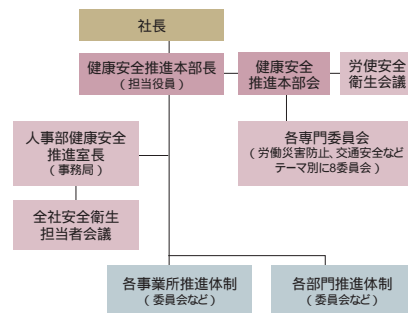 社長
健康安全推進本部長
（担当役員）
健康安全
推進本部会
労使安全
衛生会議
人事部健康安全
推進室長
（事務局）
各専門委員会
（労働災害防止、交通安全など
テーマ別に8委員会）
全社安全衛生
担当者会議
各事業所推進体制
（委員会など）
各部門推進体制
（委員会など）